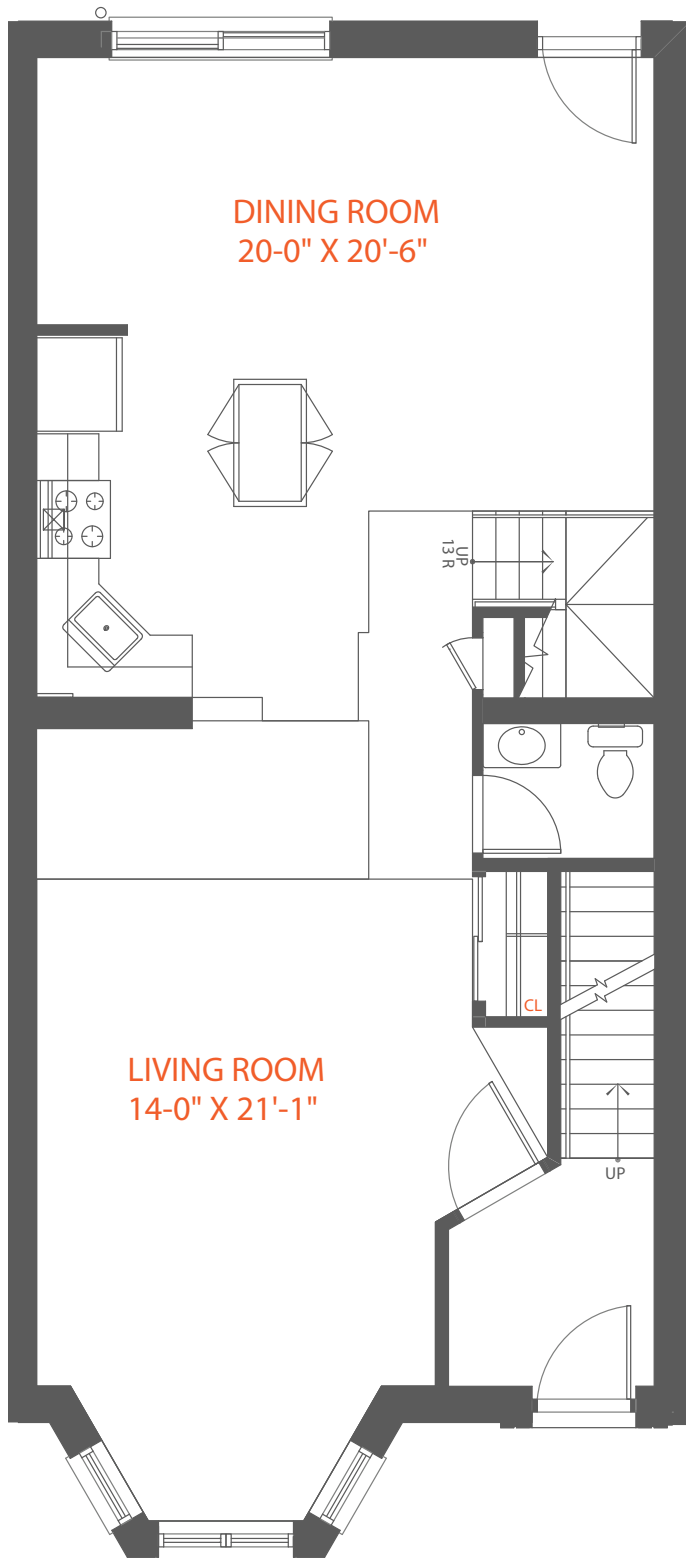 DINING ROOM
20-0" X 20'-6"
UP
13 R
CL
LIVING ROOM
14-0" X 21'-1"
UP